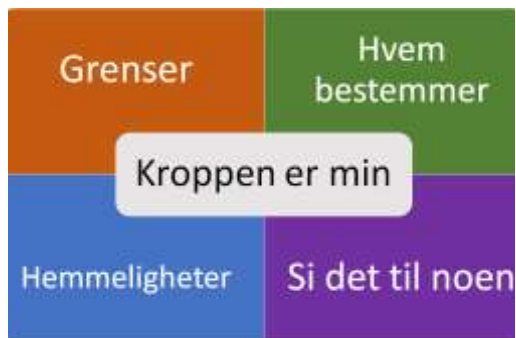 Grenser
Hvem
bestemmer
Kroppen er min
Hemmeligheter
Si det til noen